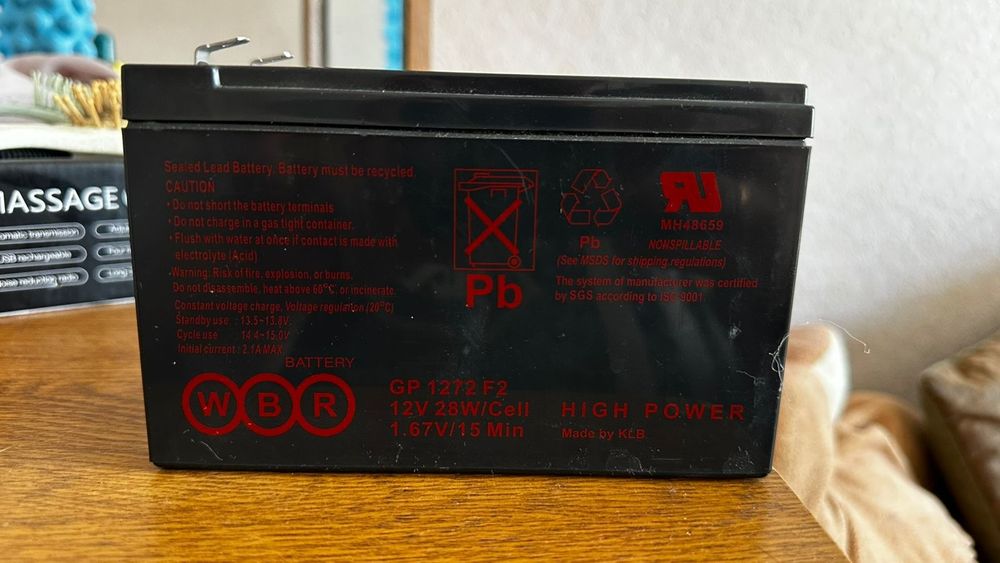 MASSAGE
USB rechargeable
Sealed Lead Battery. Battery must be recycled.
CAUTION
• Do not short the battery terminals
• Do not charge in a gas tight container.
• Flush with water at once if contact is made with
electrolyte (Acid)
-Warning: Risk of fire, explosion, or burns.
Do not disassemble, heat above 60°C, or incinerate.
Constant voltage charge, Voltage regulation (20°C)
Standby use : 13.5~13.8V
Cycle use : 14.4~15.0V
Initial current : 2.1A MAX
BATTERY
WBR
Pb
Pb
RU
MH48659
NONSPILLABLE
(See MSDS for shipping regulations)
The system of manufacturer was certified
by SGS according to ISO 9001.
GP 1272 F2
12V 28W/Cell
1.67V/15 Min
HIGH POWER
Made by KLB